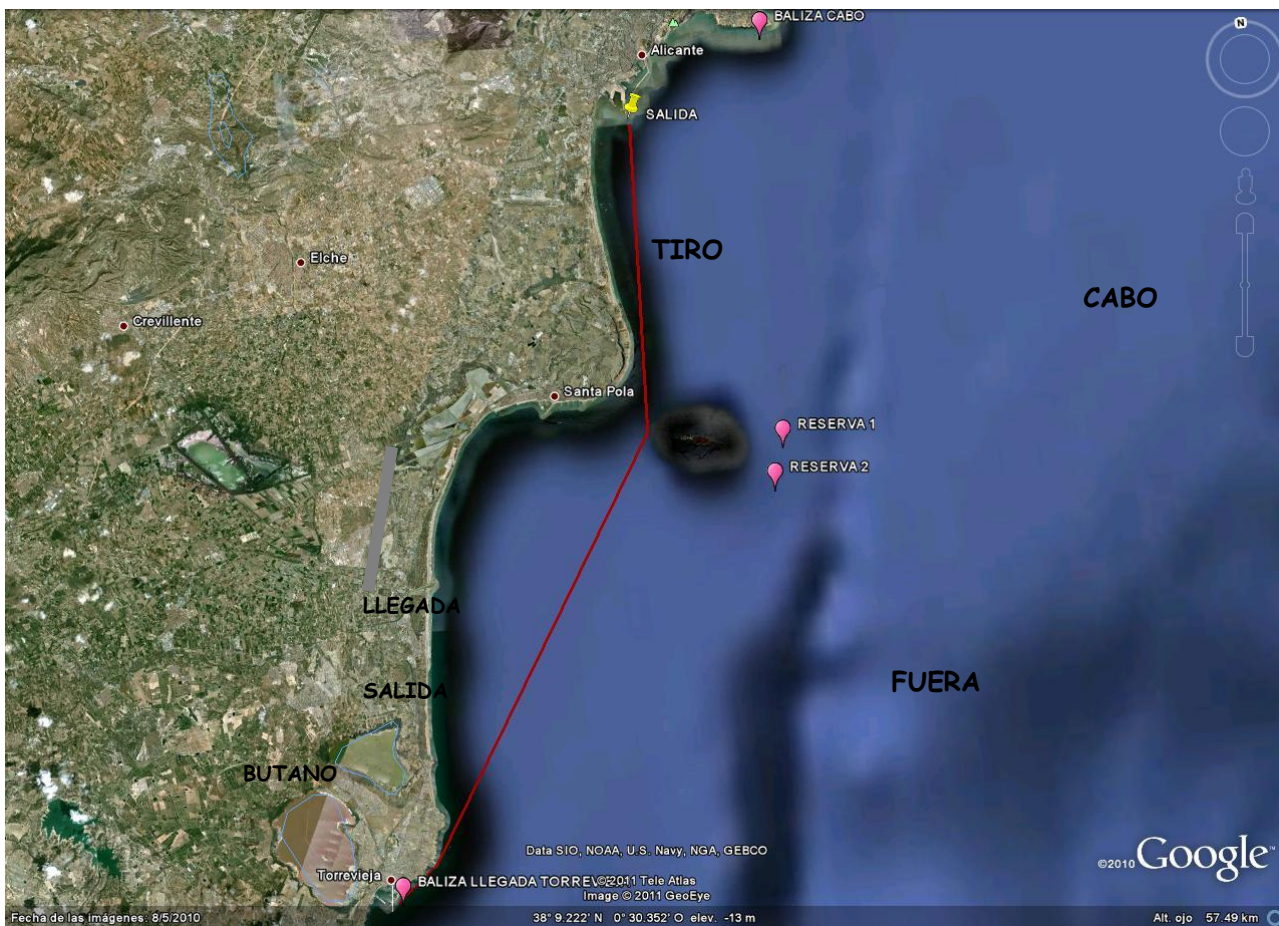 BALIZA CABO
N
Alicante
SALIDA
TIRO
Elche
CABO
Crevillente
Santa Pola
RESERVA 1
RESERVA 2
LLEGADA
FUERA
SALIDA
BUTANO
Data SIO, NOAA, U.S. Navy, NGA, GEBCO
©2010 Google™
Torrevieja
BALIZA LLEGADA
©2011 Tele Atlas
Image © 2011 GeoEye
Fecha de las imágenes: 8/5/2010
38° 9.222' N 0° 30.352' O elev. -13 m
Alt. ojo 57.49 km